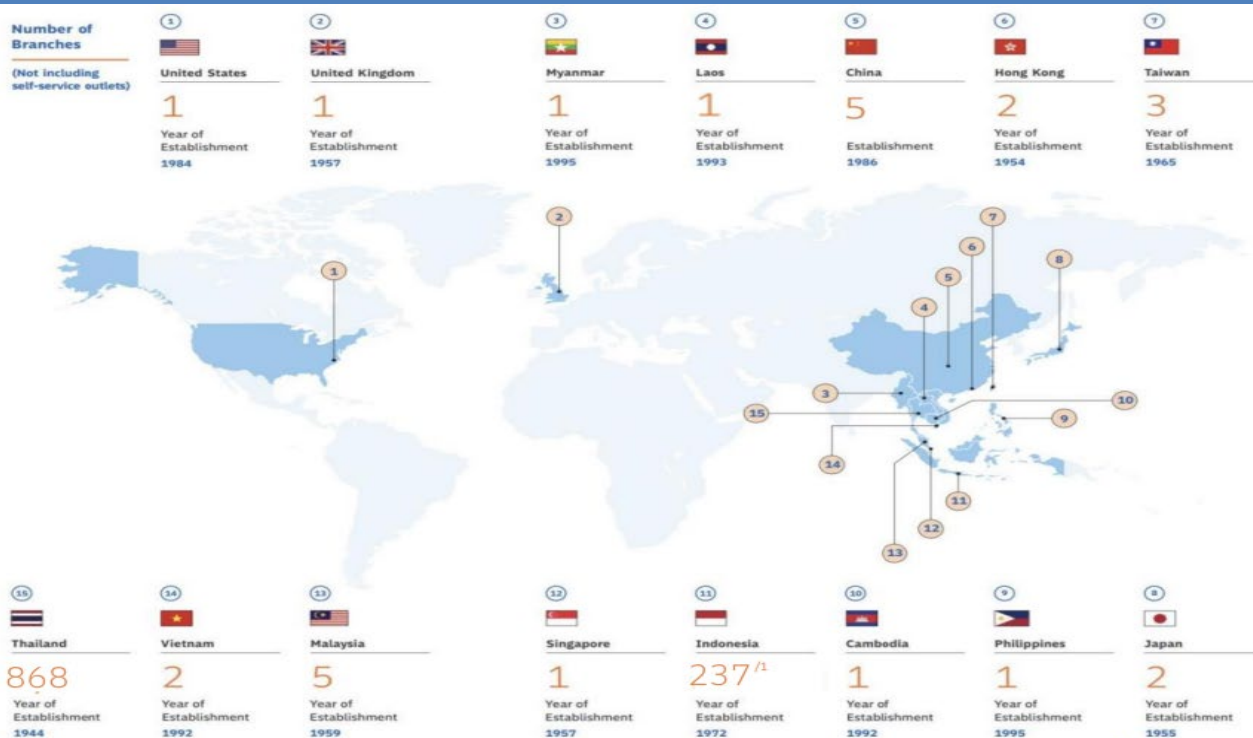 Number of
Branches
(Not including
self-service outlets)
1
United States
1
Year of
Establishment
1984
2
United Kingdom
1
Year of
Establishment
1957
3
Myanmar
1
Year of
Establishment
1995
4
Laos
1
Year of
Establishment
1993
5
China
5
Establishment
1986
6
Hong Kong
2
Year of
Establishment
1954
7
Taiwan
3
Year of
Establishment
1965
1
2
3
4
5
6
7
8
15
10
9
14
11
12
13
15
Thailand
868
Year of
Establishment
1944
14
Vietnam
2
Year of
Establishment
1992
13
Malaysia
5
Year of
Establishment
1959
12
Singapore
1
Year of
Establishment
1957
11
Indonesia
237/1
Year of
Establishment
1972
10
Cambodia
1
Year of
Establishment
1992
9
Philippines
1
Year of
Establishment
1995
8
Japan
2
Year of
Establishment
1955